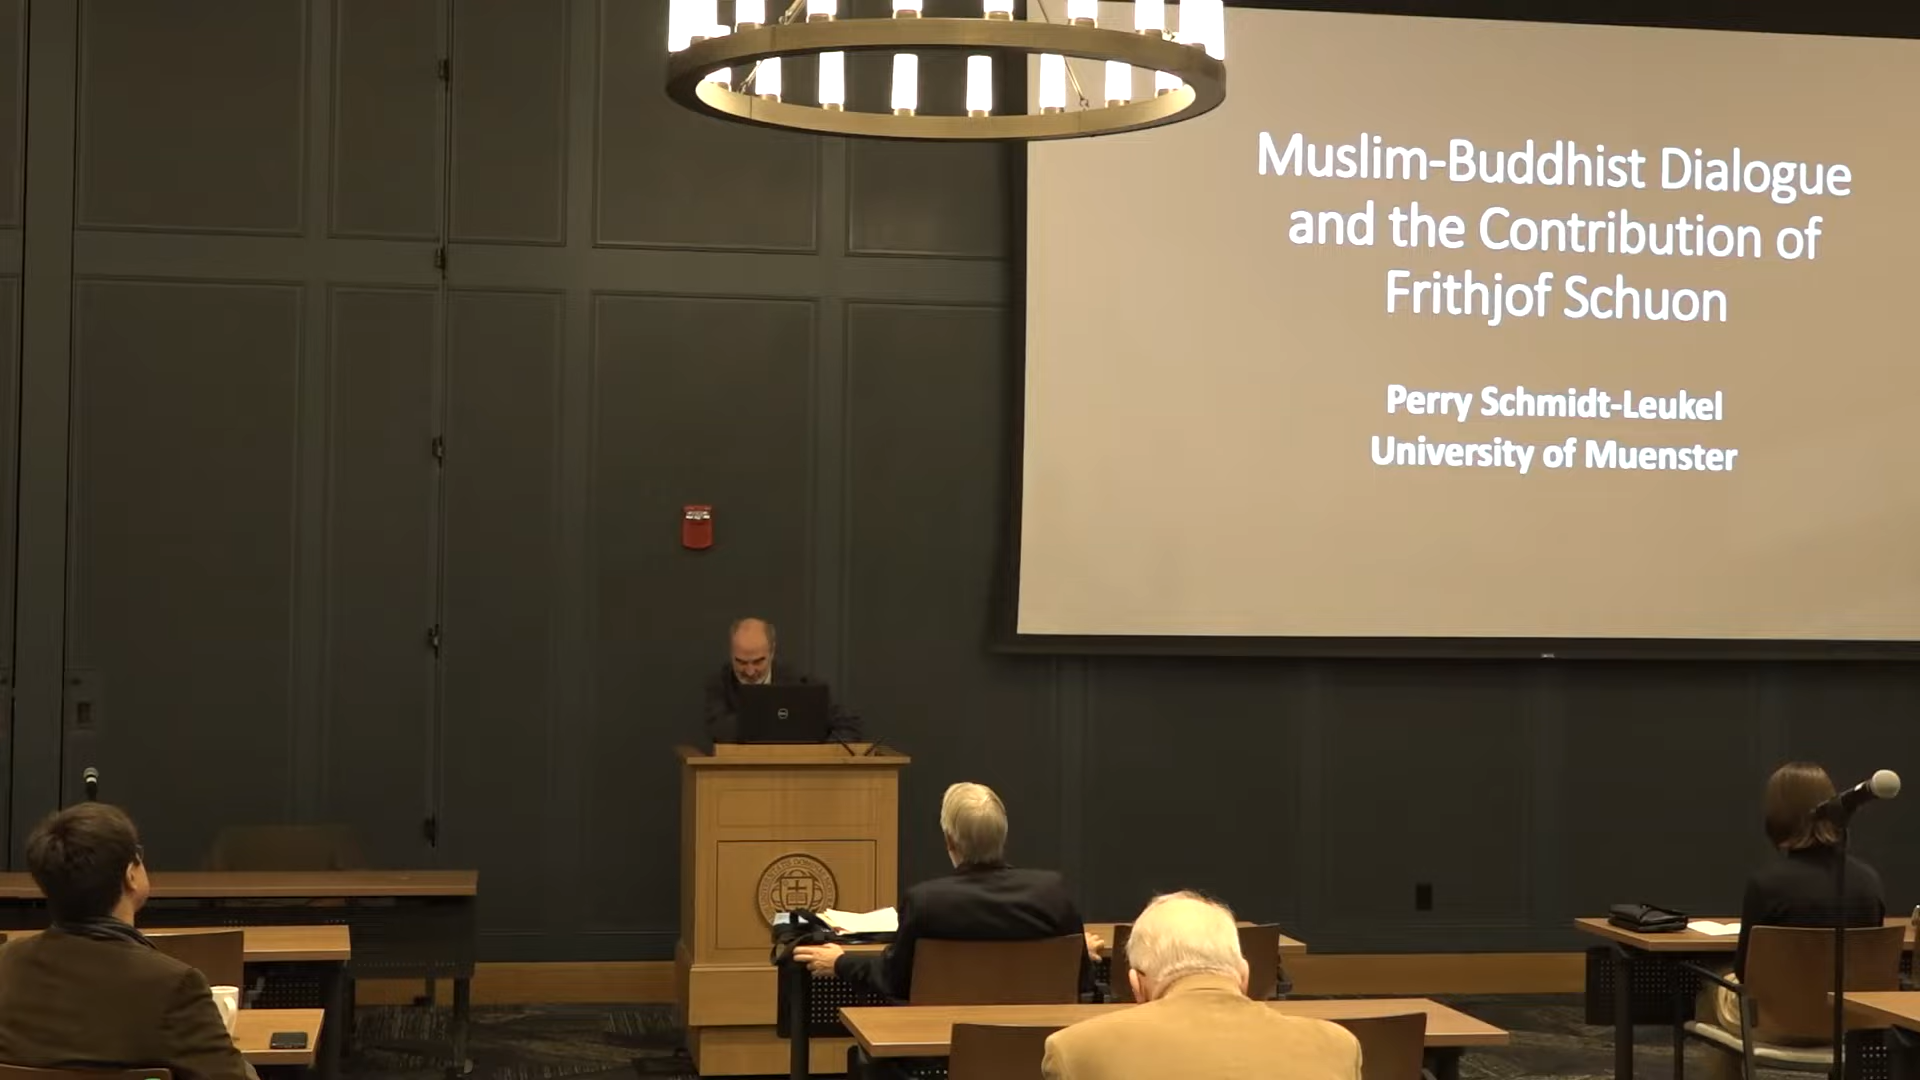 Muslim-Buddhist Dialogue
and the Contribution of
Frithjof Schuon
Perry Schmidt-Leukel
University of Muenster